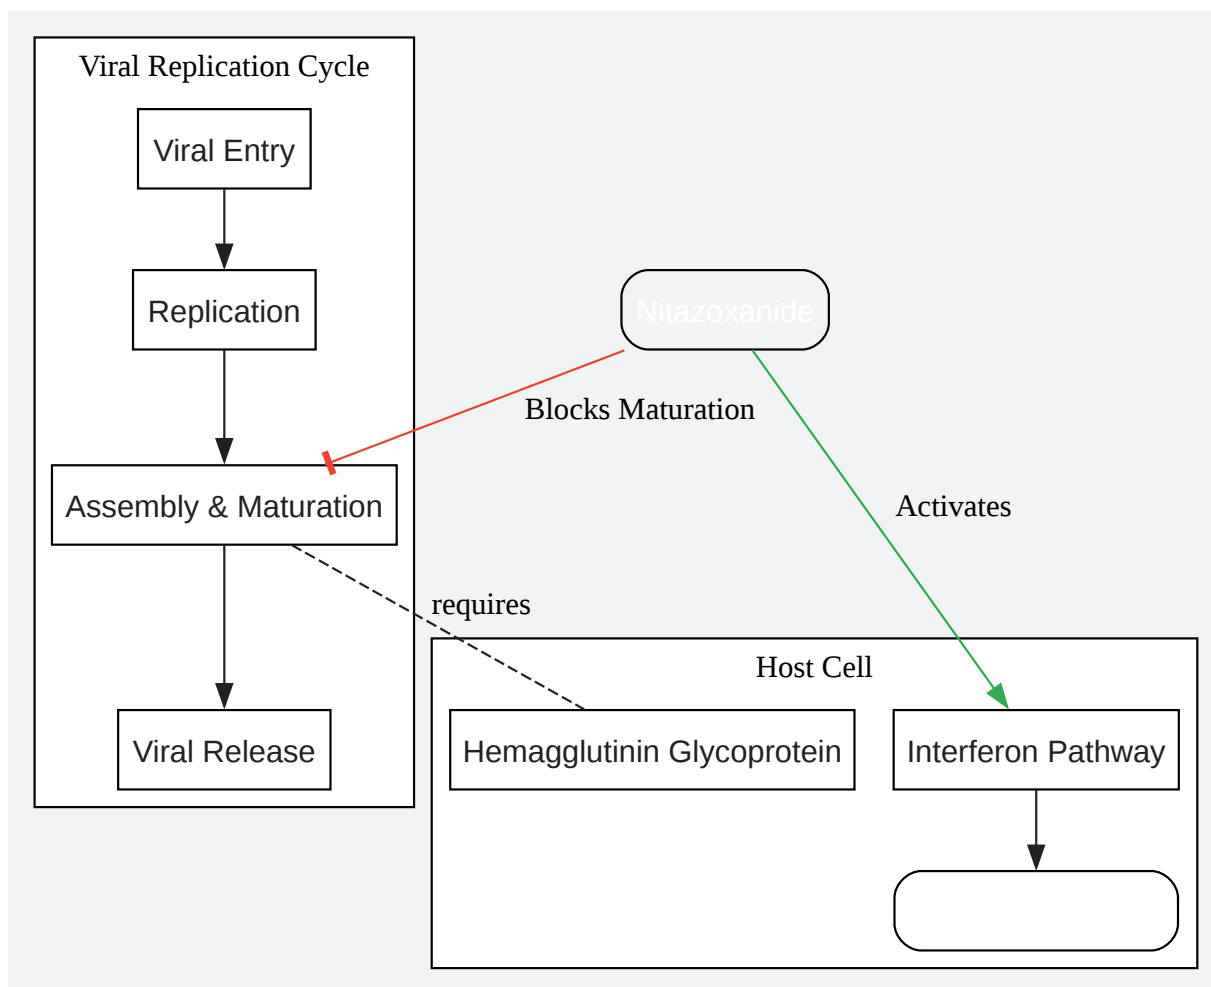 Viral Replication Cycle
Viral Entry
Replication
Nitazoxanide
Blocks Maturation
Assembly & Maturation
Activates
requires
Host Cell
Viral Release
Hemagglutinin Glycoprotein
Interferon Pathway